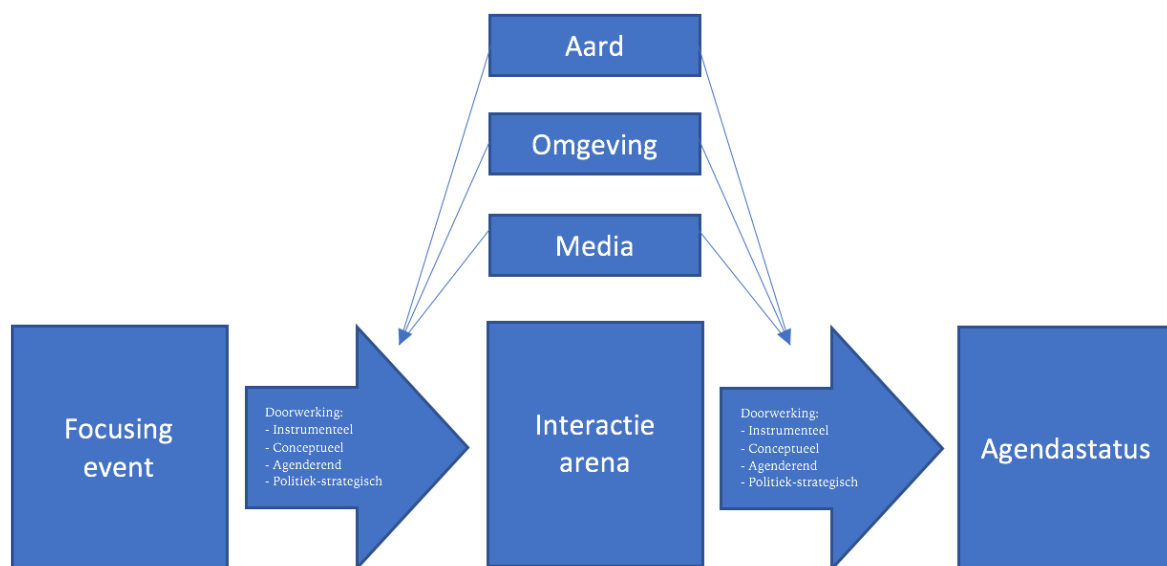 Aard
Omgeving
Media
Focusing
event
Doorwerking:
- Instrumenteel
- Conceptueel
- Agenderend
- Politiek-strategisch
Interactie
arena
Doorwerking:
- Instrumenteel
- Conceptueel
- Agenderend
- Politiek-strategisch
Agendastatus